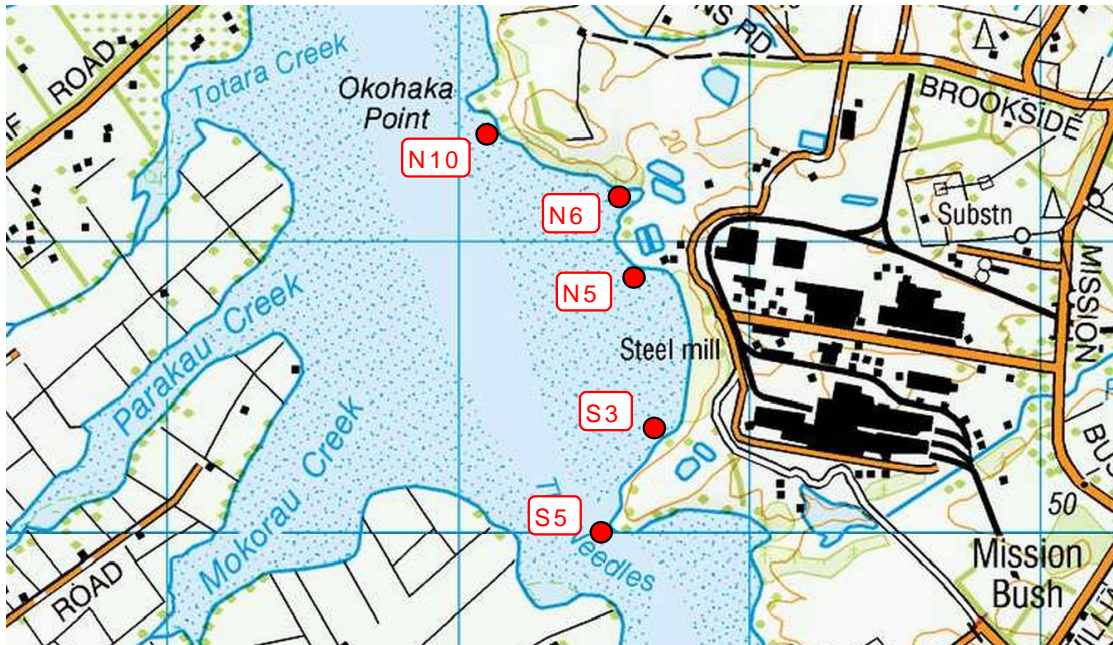 ROAD
Totara Creek
Okohaka
Point
NS RD
BROOKSIDE
N10
20
N6
Substn
N5
MISSION
Parakau Creek
Steel mill
S3
Mokorau Creek
S5
50
Needles
ROAD
Mission
Bush